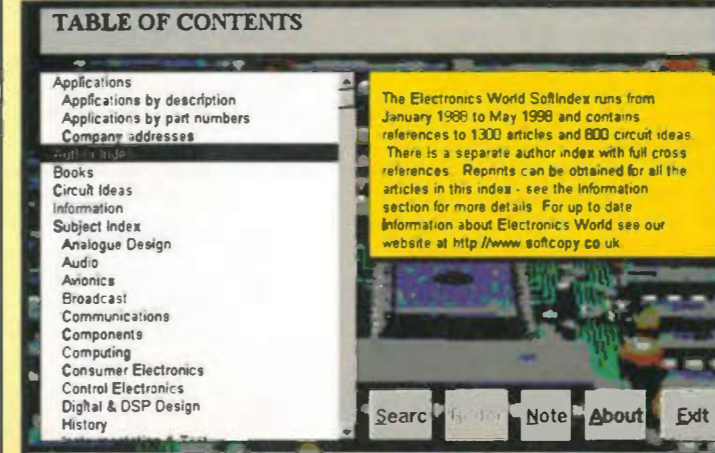 TABLE OF CONTENTS
Applications
Applications by description
Applications by part numbers
Company addresses
Author Index
Books
Circuit Ideas
Information
Subject Index
Analogue Design
Audio
Avionics
Broadcast
Communications
Components
Computing
Consumer Electronics
Control Electronics
Digital & DSP Design
History
Instrumentation & Test
The Electronics World SoftIndex runs from
January 1988 to May 1998 and contains
references to 1300 articles and 800 circuit ideas.
There is a separate author index with full cross
references. Reprints can be obtained for all the
articles in this index - see the Information
section for more details. For up to date
Information about Electronics World see our
website at http://www.softcopy.co.uk
Searc
Note
About
Exit